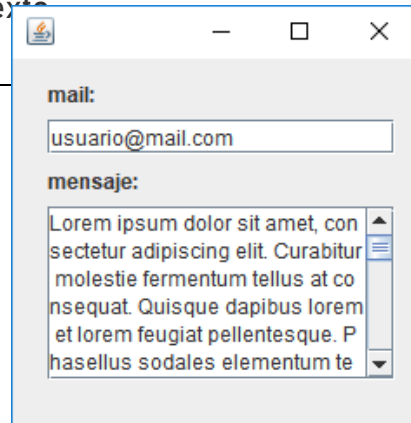 mail:
usuario@mail.com
mensaje:
Lorem ipsum dolor sit amet, con
sectetur adipiscing elit. Curabitur
molestie fermentum tellus at co
nsequat. Quisque dapibus lorem
et lorem feugiat pellentesque. P
hasellus sodales elementum te